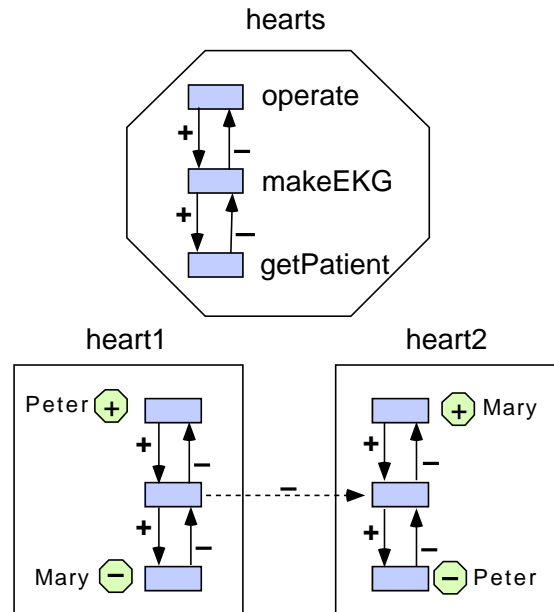 hearts
operate
+
−
makeEKG
+
−
getPatient
heart1
heart2
Peter +
+ Mary
+
−
+
−
−
+
−
+
−
Mary −
− Peter